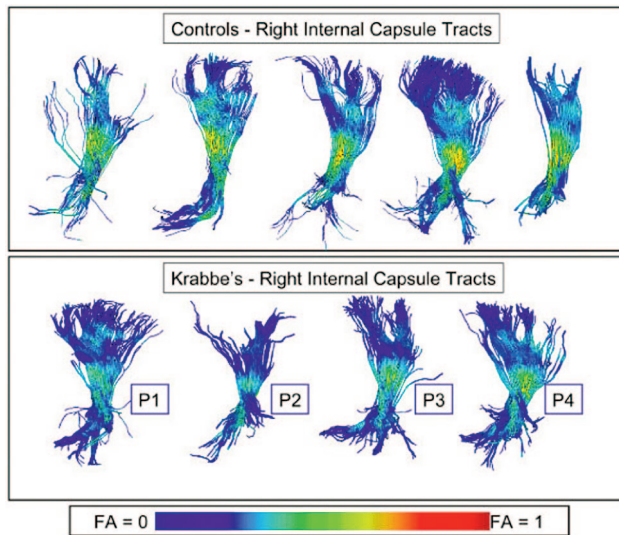 Controls - Right Internal Capsule Tracts
Krabbe's - Right Internal Capsule Tracts
P1
P2
P3
P4
FA = 0
FA = 1